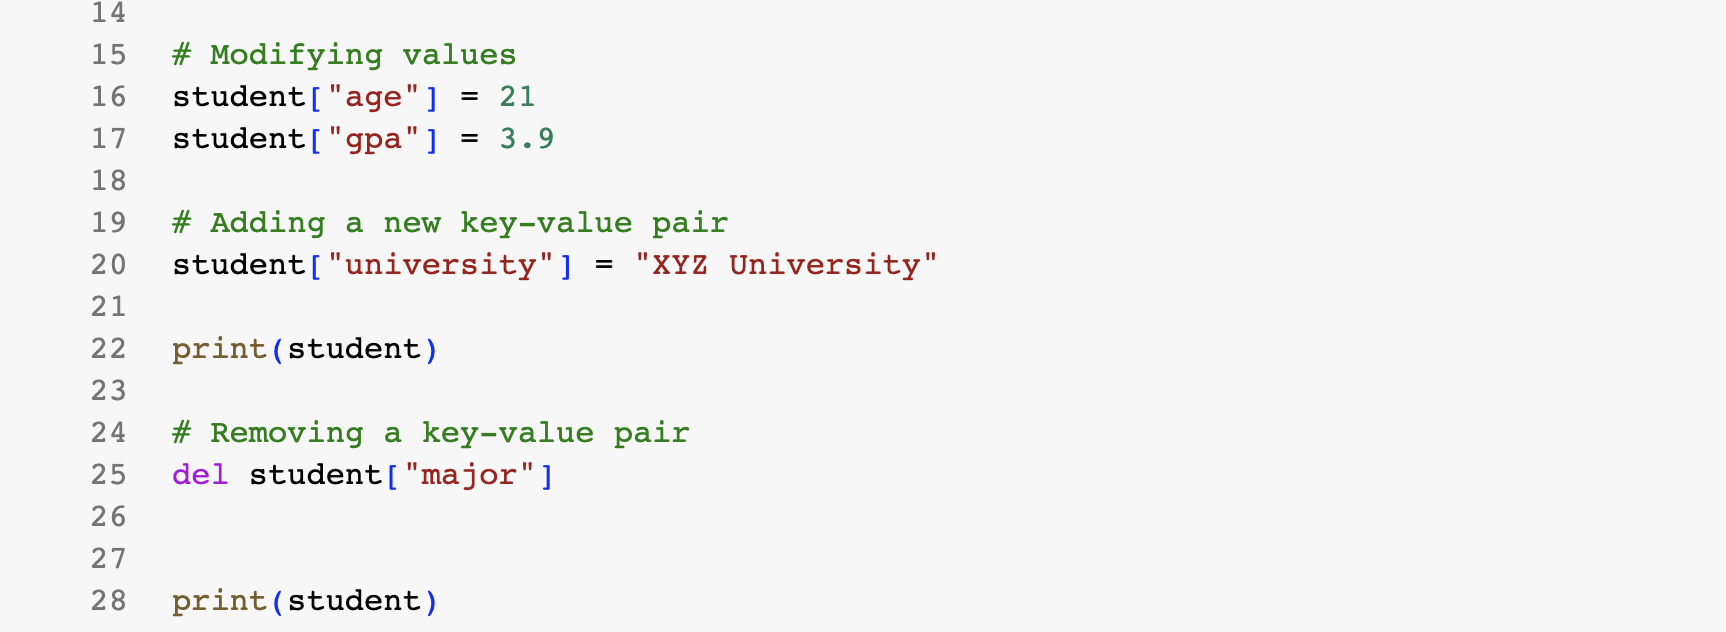 14
15 # Modifying values
16 student["age"] = 21
17 student["gpa"] = 3.9
18
19 # Adding a new key-value pair
20 student["university"] = "XYZ University"
21
22 print(student)
23
24 # Removing a key-value pair
25 del student["major"]
26
27
28 print(student)